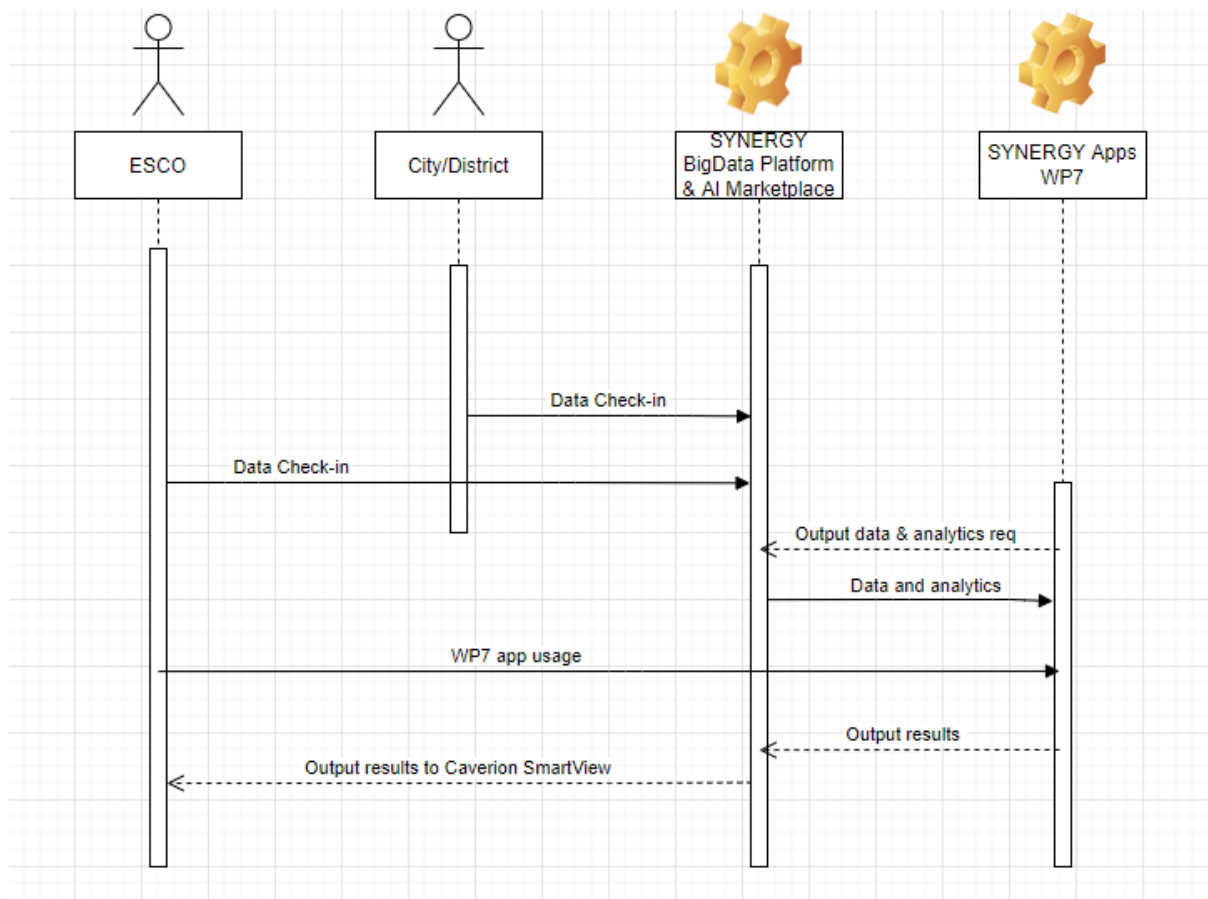 ESCO
City/District
SYNERGY
BigData Platform
& AI Marketplace
SYNERGY Apps
WP7
Data Check-in
Data Check-in
Output data & analytics req
Data and analytics
WP7 app usage
Output results
Output results to Caverion SmartView